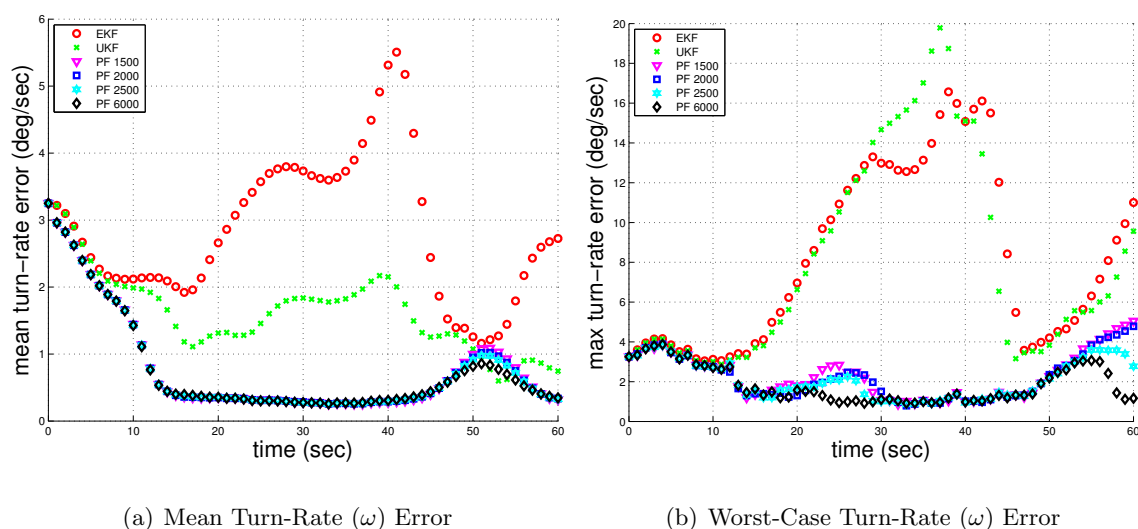 6
5
4
3
2
1
0
mean turn-rate error (deg/sec)
EKF
UKF
PF 1500
PF 2000
PF 2500
PF 6000
0 10 20 30 40 50 60
time (sec)
(a) Mean Turn-Rate (ω) Error
20
18
16
14
12
10
8
6
4
2
0
max turn-rate error (deg/sec)
EKF
UKF
PF 1500
PF 2000
PF 2500
PF 6000
0 10 20 30 40 50 60
time (sec)
(b) Worst-Case Turn-Rate (ω) Error